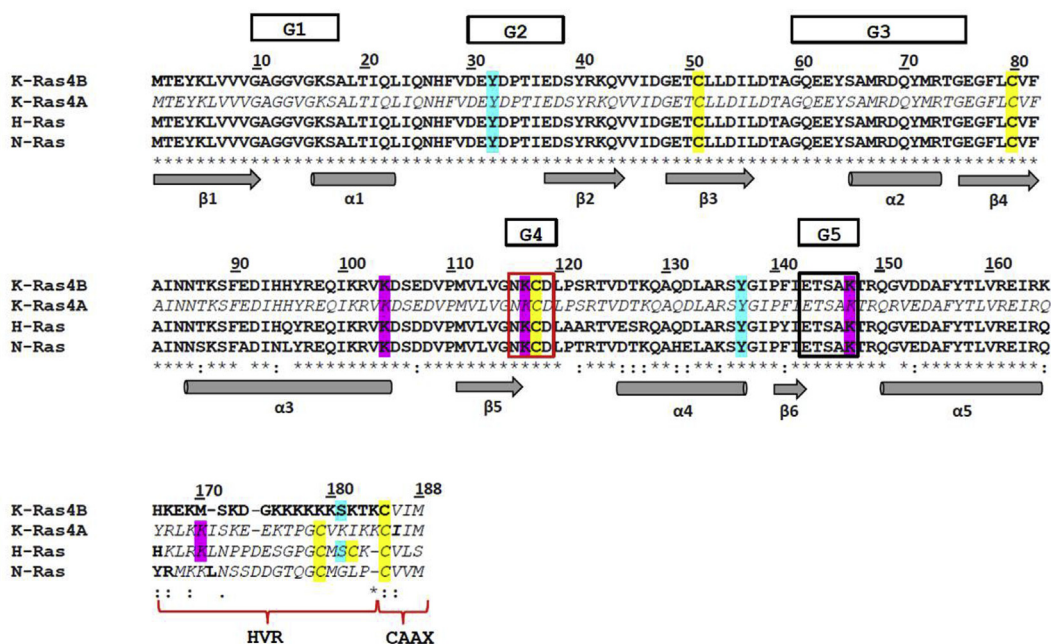 G1 G2 G3
10 20 30 40 50 60 70 80
K-Ras4B MTEYKLVVVGAGGVGKSALTIQLIQNHFVDEYDPTIEDSYRKQVVIDGETCLLDILDTAGQEEYSAMRDQYMRTGEGFLCVF
K-Ras4A MTEYKLVVVGAGGVGKSALTIQLIQNHFVDEYDPTIEDSYRKQVVIDGETCLLDILDTAGQEEYSAMRDQYMRTGEGFLCVF
H-Ras MTEYKLVVVGAGGVGKSALTIQLIQNHFVDEYDPTIEDSYRKQVVIDGETCLLDILDTAGQEEYSAMRDQYMRTGEGFLCVF
N-Ras MTEYKLVVVGAGGVGKSALTIQLIQNHFVDEYDPTIEDSYRKQVVIDGETCLLDILDTAGQEEYSAMRDQYMRTGEGFLCVF
**********************************************************************************
β1 α1 β2 β3 α2 β4
G4 G5
90 100 110 120 130 140 150 160
K-Ras4B AINNTKSFEDIHHYREQIKRVKDSEDVPMVLVGNKCDLPSRTVDTKQAQDLARSYGIPFIETSAKTRQGVDDAFYTLVREIRK
K-Ras4A AINNTKSFEDIHHYREQIKRVKDSEDVPMVLVGNKCDLPSRTVDTKQAQDLARSYGIPFIETSAKTRQRVEDAFYTLVREIRQ
H-Ras AINNTKSFEDIHQYREQIKRVKDSDDVPMVLVGNKCDLAARTVESRQAQDLARSYGIPYIETSAKTRQGVEDAFYTLVREIRQ
N-Ras AINNSKSFADINLYREQIKRVKDSDDVPMVLVGNKCDLPTRTVDTKQAHELAKSYGIPFIETSAKTRQGVEDAFYTLVREIRQ
α3 β5 α4 β6 α5
170 180 188
K-Ras4B HKEKM-SKD-GKKKKKKSKTKCVIM
K-Ras4A YRLKKISKE-EKTPGCVKIKKCIIM
H-Ras HKLRKLNPPDESGPGCMSCK-CVLS
N-Ras YRMKKLNSSDDGTQGCMGLP-CVVM
:: : . *::
HVR CAAX